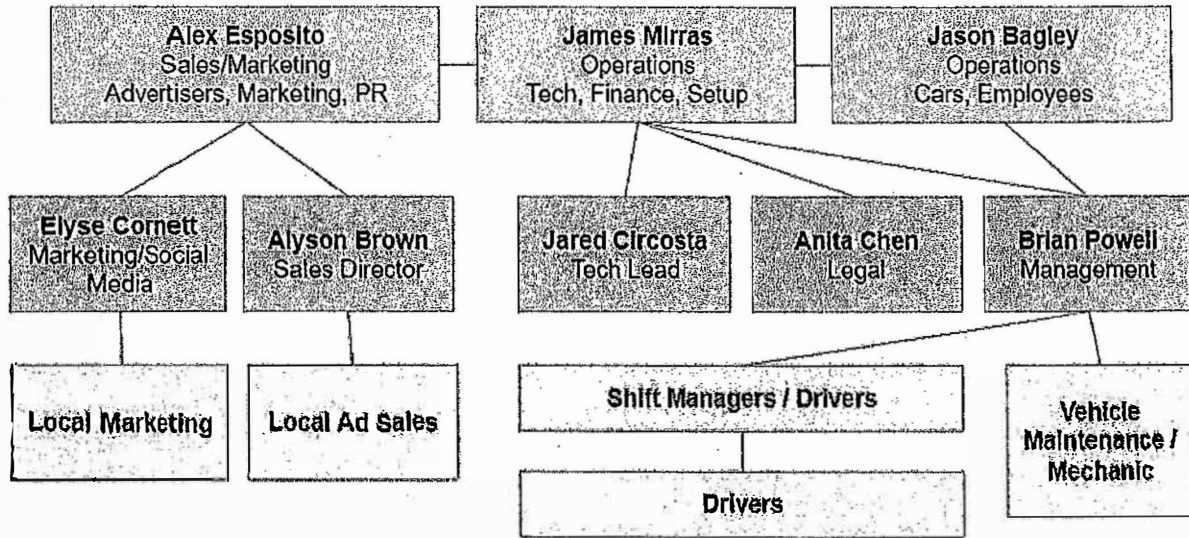 Alex Esposito
Sales/Marketing
Advertisers, Marketing, PR
James Mirras
Operations
Tech, Finance, Setup
Jason Bagley
Operations
Cars, Employees
Elyse Cornett
Marketing/Social
Media
Alyson Brown
Sales Director
Jared Circosta
Tech Lead
Anita Chen
Legal
Brian Powell
Management
Local Marketing
Local Ad Sales
Shift Managers / Drivers
Vehicle
Maintenance /
Mechanic
Drivers